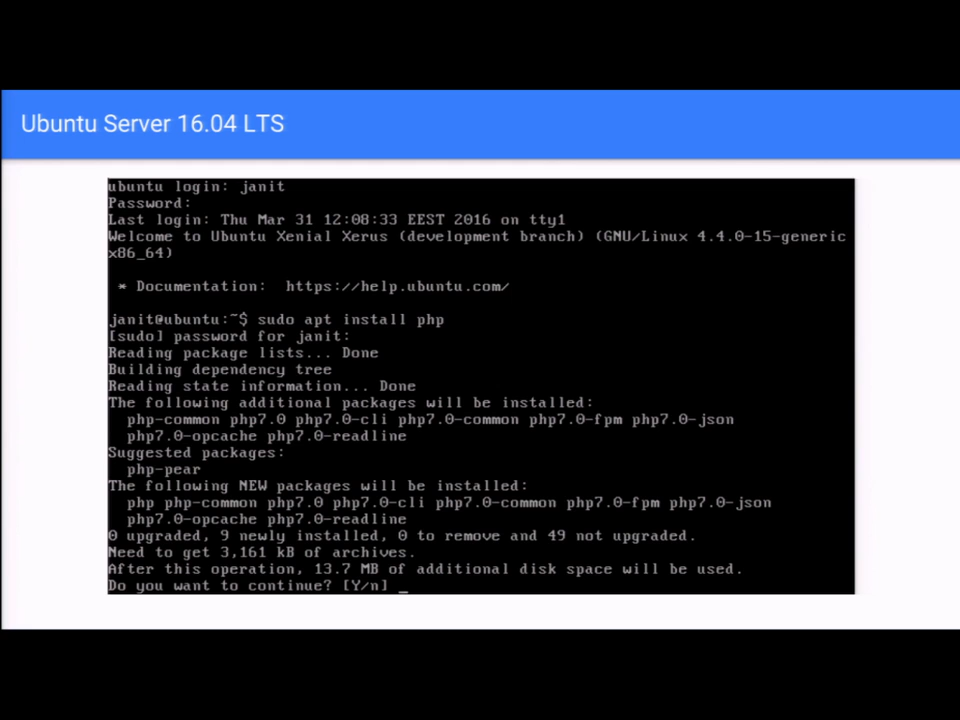 Ubuntu Server 16.04 LTS
ubuntu login: janit
Password:
Last login: Thu Mar 31 12:08:33 EEST 2016 on tty1
Welcome to Ubuntu Xenial Xerus (development branch) (GNU/Linux 4.4.0-15-generic
x86_64)
* Documentation:  https://help.ubuntu.com/
janit@ubuntu:~$ sudo apt install php
[sudo] password for janit:
Reading package lists... Done
Building dependency tree
Reading state information... Done
The following additional packages will be installed:
php-common php7.0 php7.0-cli php7.0-common php7.0-fpm php7.0-json
php7.0-opcache php7.0-readline
Suggested packages:
php-pear
The following NEW packages will be installed:
php php-common php7.0 php7.0-cli php7.0-common php7.0-fpm php7.0-json
php7.0-opcache php7.0-readline
0 upgraded, 9 newly installed, 0 to remove and 49 not upgraded.
Need to get 3,161 kB of archives.
After this operation, 13.7 MB of additional disk space will be used.
Do you want to continue? [Y/n] _